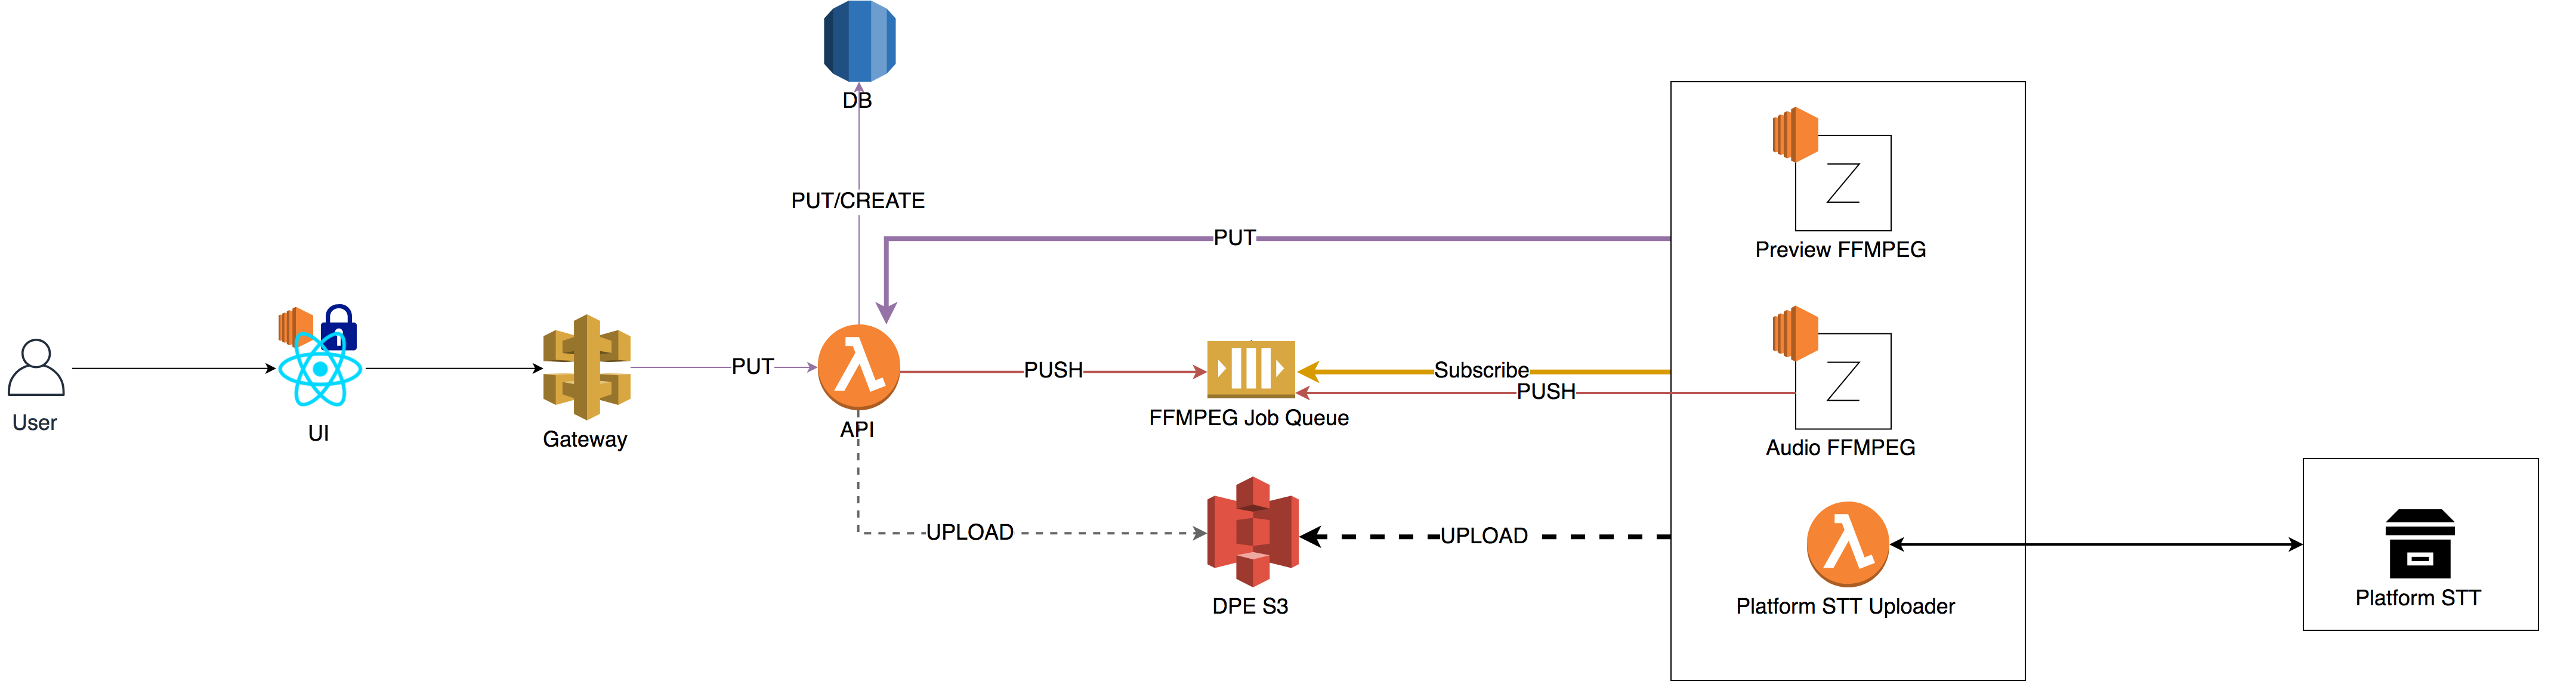 DB
PUT/CREATE
PUT
Preview FFMPEG
User
UI
Gateway
PUT
API
PUSH
FFMPEG Job Queue
Subscribe
PUSH
Audio FFMPEG
UPLOAD
DPE S3
UPLOAD
Platform STT Uploader
Platform STT